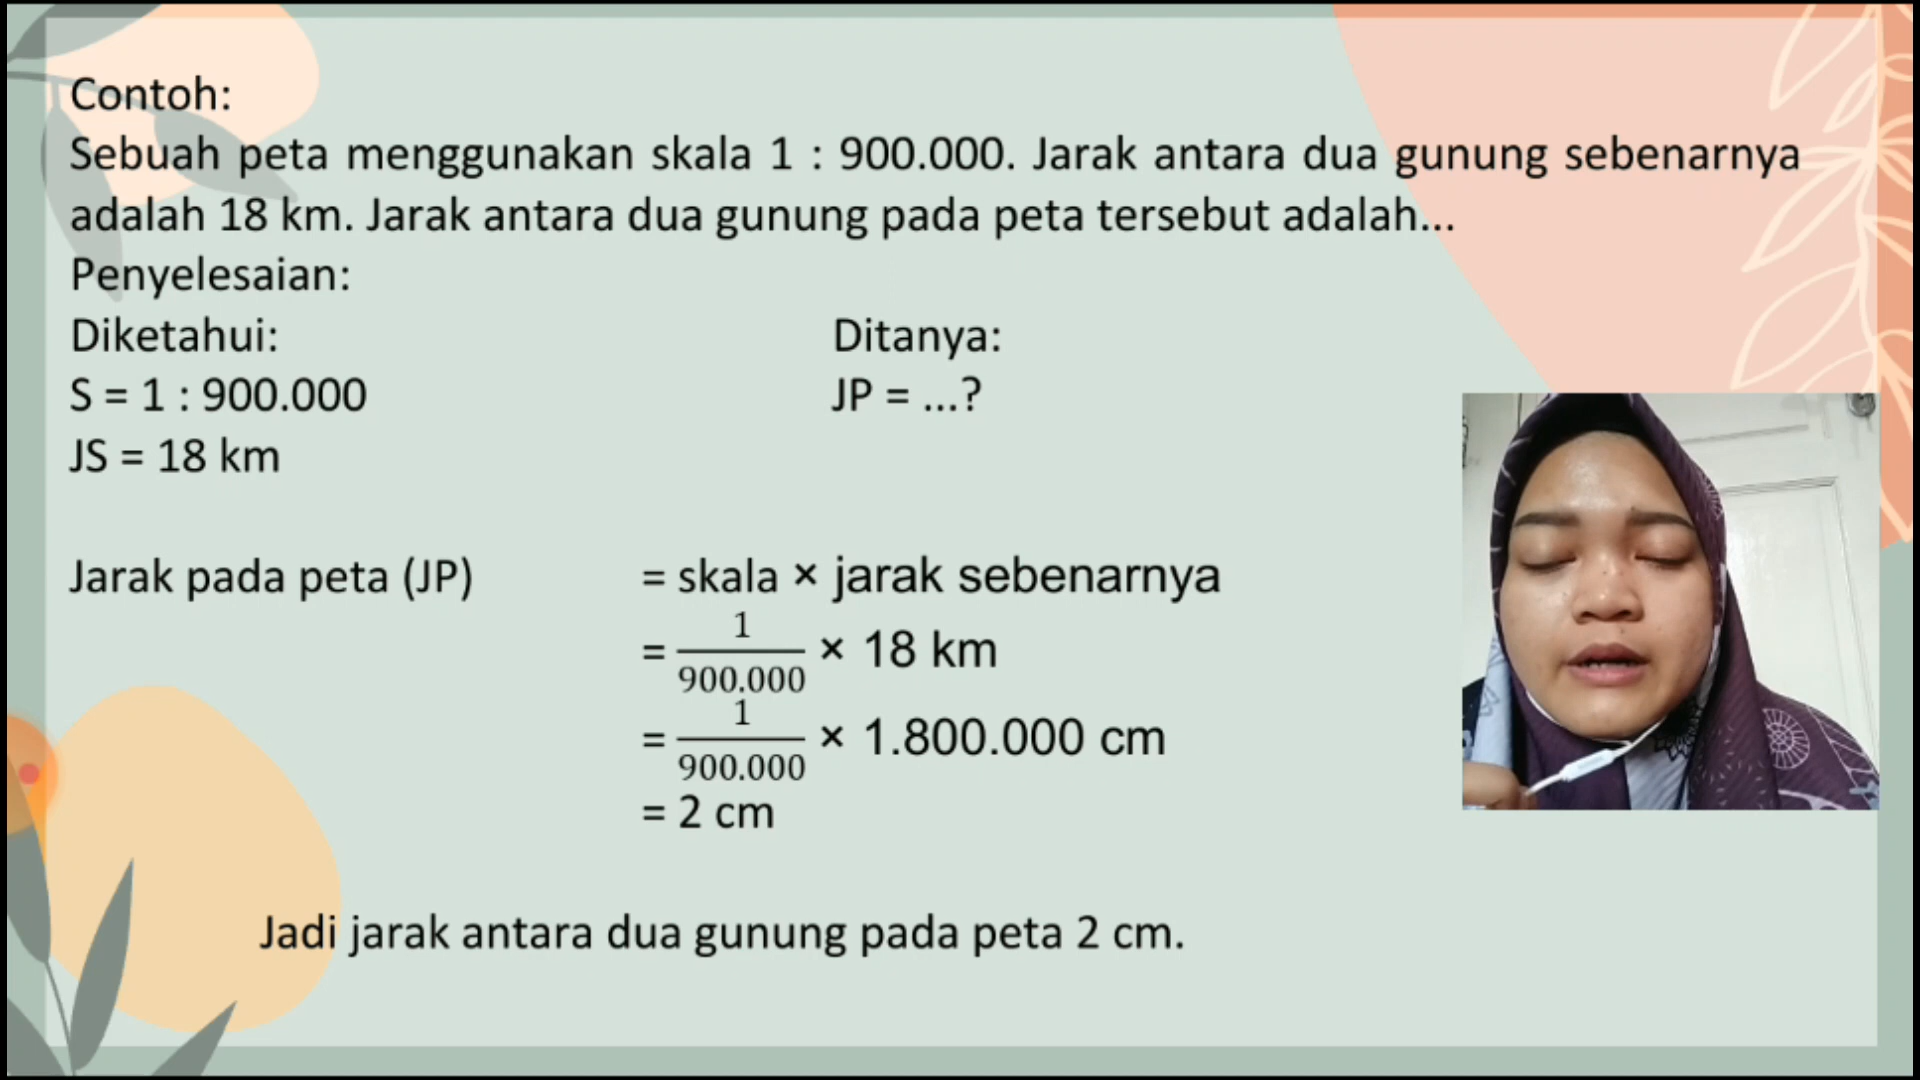 Contoh:
Sebuah peta menggunakan skala 1 : 900.000. Jarak antara dua gunung sebenarnya
adalah 18 km. Jarak antara dua gunung pada peta tersebut adalah...
Penyelesaian:
Diketahui:
Ditanya:
S = 1 : 900.000
JP = ...?
JS = 18 km
Jarak pada peta (JP) = skala × jarak sebenarnya
= 1/900.000 × 18 km
= 1/900.000 × 1.800.000 cm
= 2 cm
Jadi jarak antara dua gunung pada peta 2 cm.